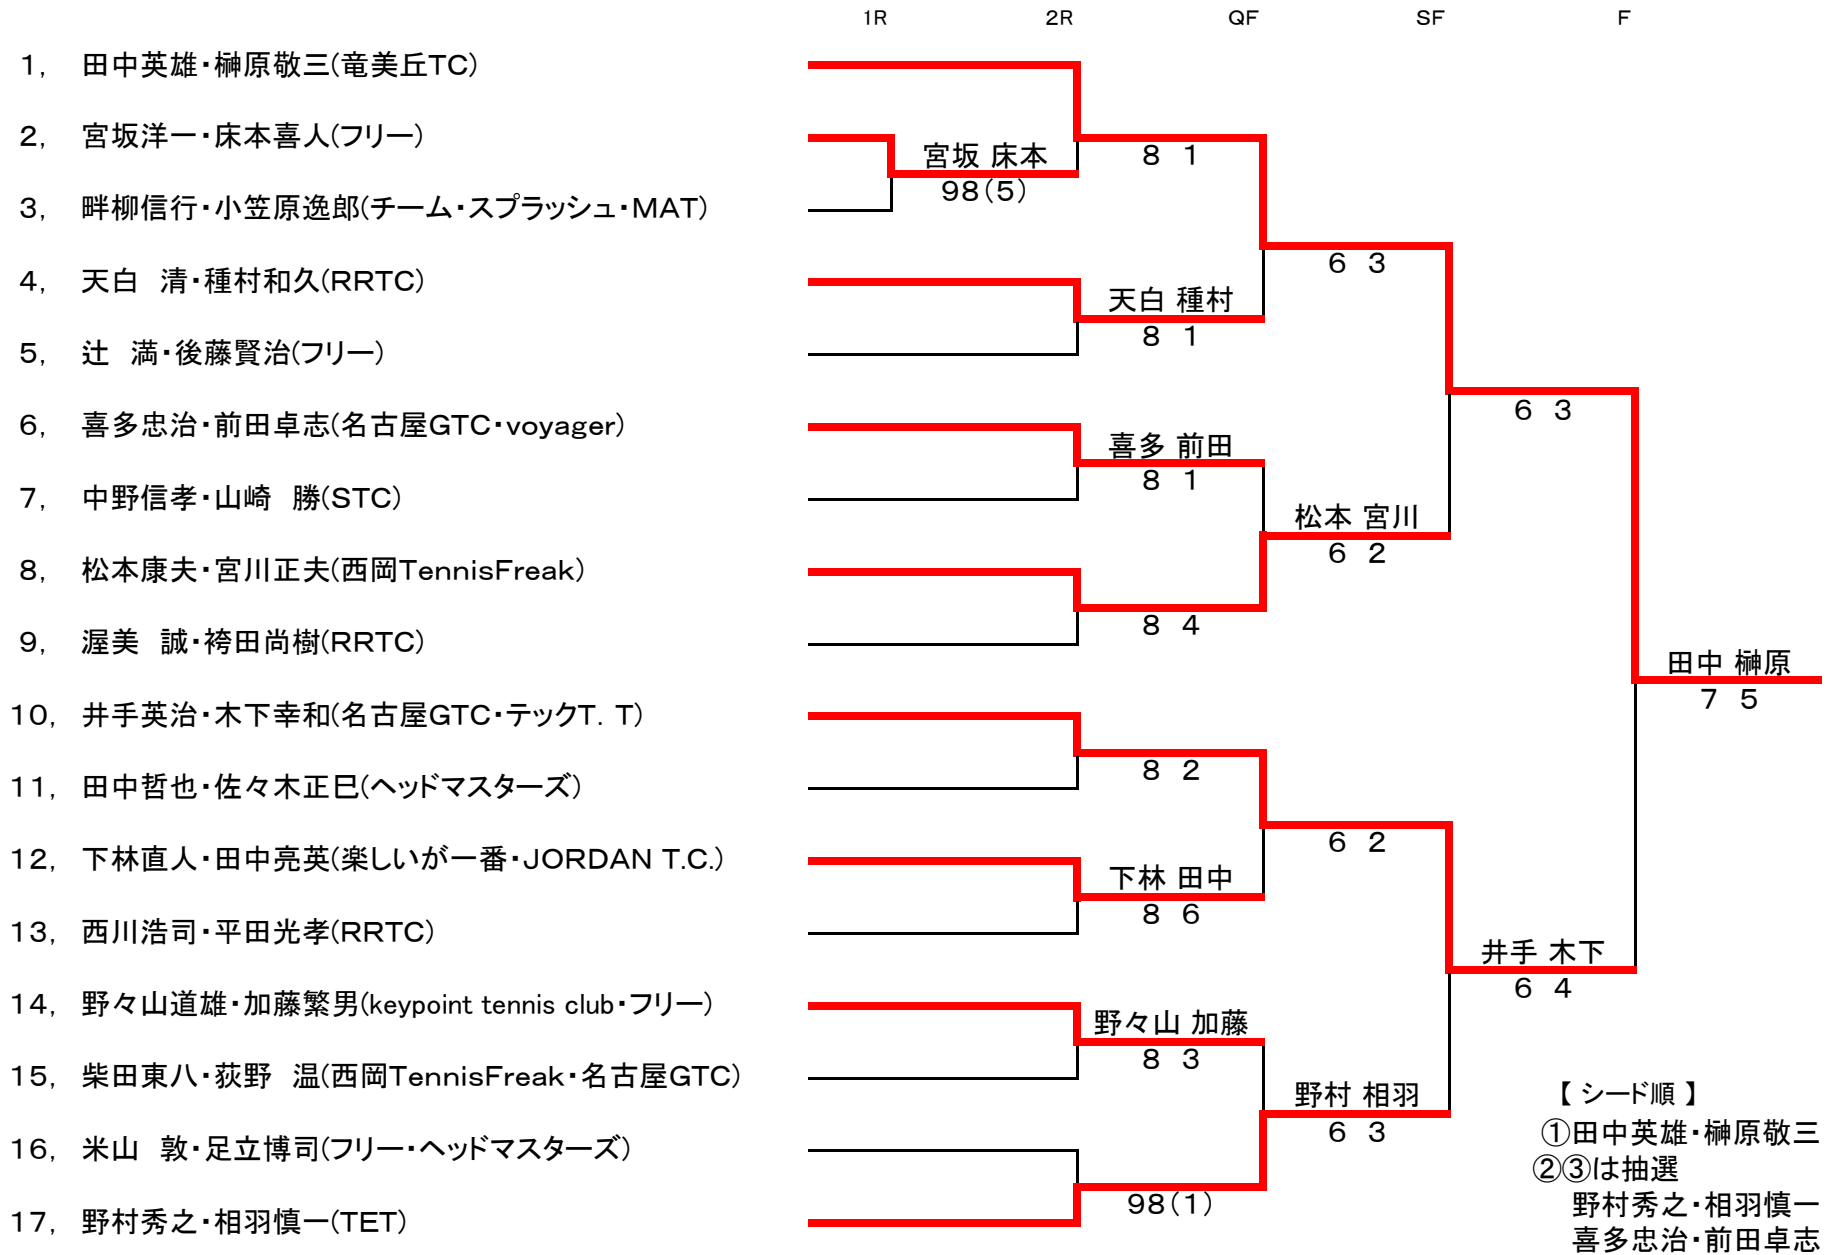 1R 2R QF SF F
1, 田中英雄・榊原敬三(竜美丘TC)
2, 宮坂洋一・床本喜人(フリー)
宮坂 床本
8 1
98(5)
3, 畔柳信行・小笠原逸郎(チーム・スプラッシュ・MAT)
6 3
4, 天白 清・種村和久(RRTC)
天白 種村
8 1
5, 辻 満・後藤賢治(フリー)
6 3
6, 喜多忠治・前田卓志(名古屋GTC・voyager)
喜多 前田
8 1
7, 中野信孝・山崎 勝(STC)
松本 宮川
6 2
8, 松本康夫・宮川正夫(西岡TennisFreak)
8 4
9, 渥美 誠・袴田尚樹(RRTC)
田中 榊原
7 5
10, 井手英治・木下幸和(名古屋GTC・テックT. T)
8 2
11, 田中哲也・佐々木正巳(ヘッドマスターズ)
6 2
12, 下林直人・田中亮英(楽しいが一番・JORDAN T.C.)
下林 田中
8 6
13, 西川浩司・平田光孝(RRTC)
井手 木下
6 4
14, 野々山道雄・加藤繁男(keypoint tennis club・フリー)
野々山 加藤
8 3
15, 柴田東八・荻野 温(西岡TennisFreak・名古屋GTC)
野村 相羽
6 3
16, 米山 敦・足立博司(フリー・ヘッドマスターズ)
98(1)
17, 野村秀之・相羽慎一(TET)
【 シード順 】
①田中英雄・榊原敬三
②③は抽選
野村秀之・相羽慎一
喜多忠治・前田卓志